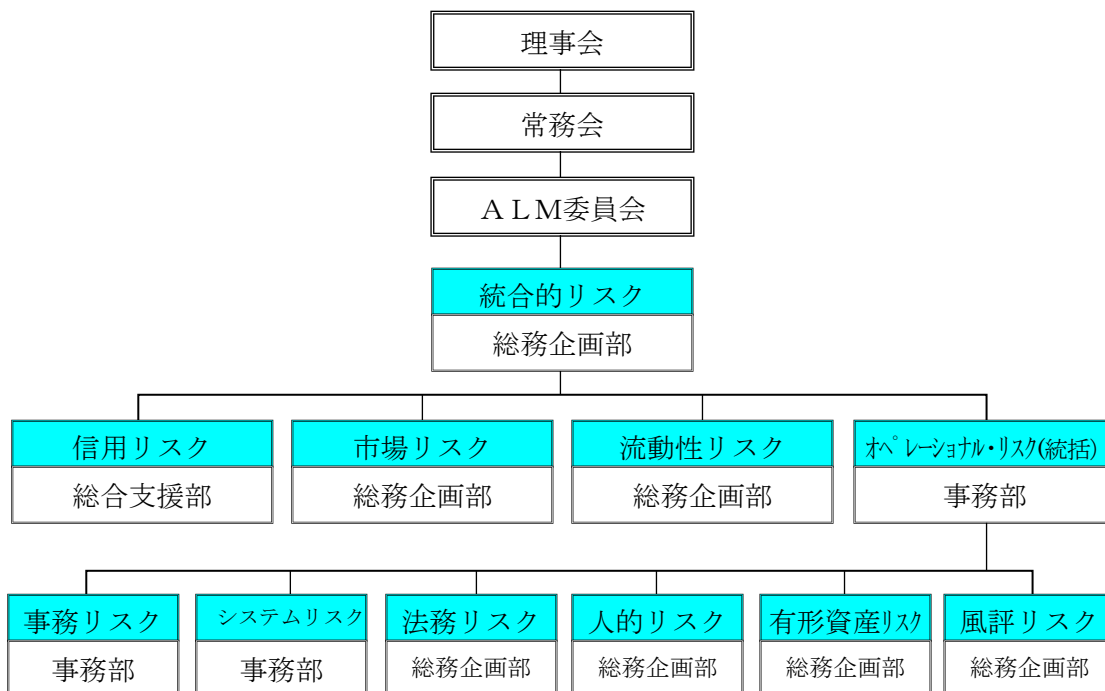 理事会
常務会
ＡＬＭ委員会
統合的リスク
総務企画部
信用リスク
総合支援部
市場リスク
総務企画部
流動性リスク
総務企画部
ｵﾍﾟﾚｰｼｮﾅﾙ・ﾘｽｸ(統括)
事務部
事務リスク
事務部
システムリスク
事務部
法務リスク
総務企画部
人的リスク
総務企画部
有形資産ﾘｽｸ
総務企画部
風評リスク
総務企画部